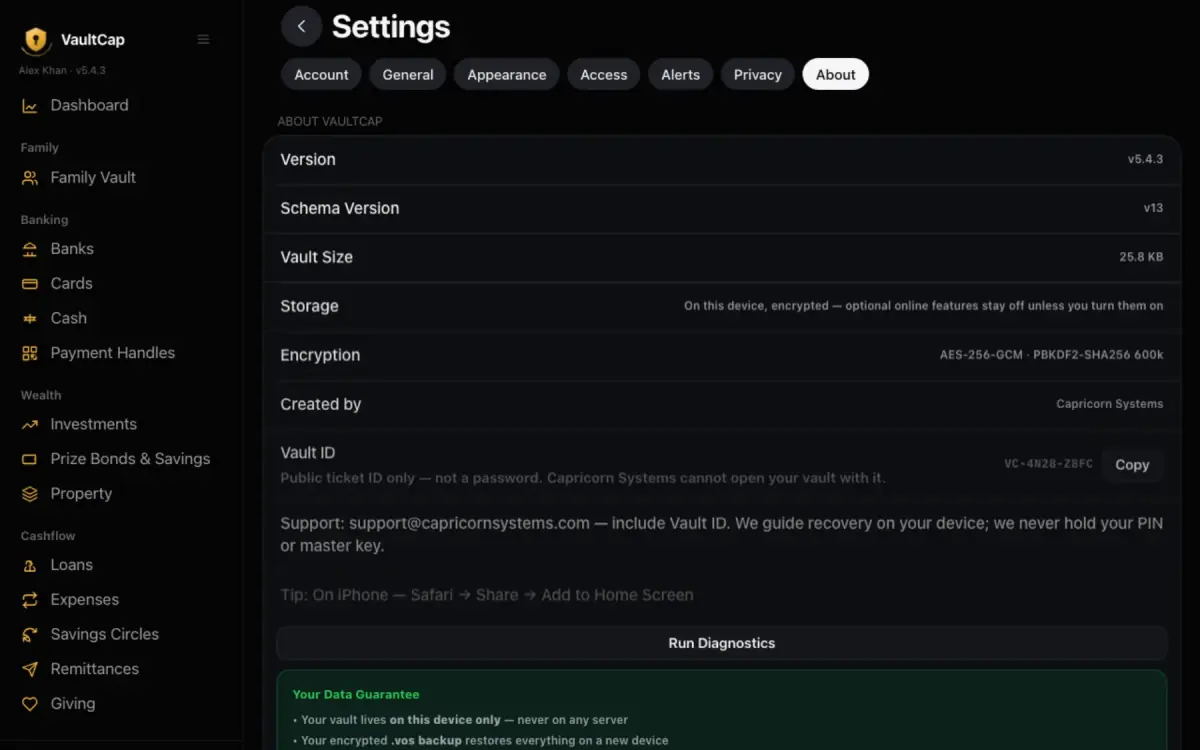 VaultCap
Alex Khan · v5.4.3
Dashboard
Family
Family Vault
Banking
Banks
Cards
Cash
Payment Handles
Wealth
Investments
Prize Bonds & Savings
Property
Cashflow
Loans
Expenses
Savings Circles
Remittances
Giving
Settings
Account General Appearance Access Alerts Privacy About
ABOUT VAULTCAP
Version v5.4.3
Schema Version v13
Vault Size 25.8 KB
Storage On this device, encrypted — optional online features stay off unless you turn them on
Encryption AES-256-GCM · PBKDF2-SHA256 600k
Created by Capricorn Systems
Vault ID
Public ticket ID only — not a password. Capricorn Systems cannot open your vault with it.
VC-4N28-Z8FC Copy
Support: support@capricornsystems.com — include Vault ID. We guide recovery on your device; we never hold your PIN
or master key.
Tip: On iPhone — Safari → Share → Add to Home Screen
Run Diagnostics
Your Data Guarantee
• Your vault lives on this device only — never on any server
• Your encrypted .vos backup restores everything on a new device